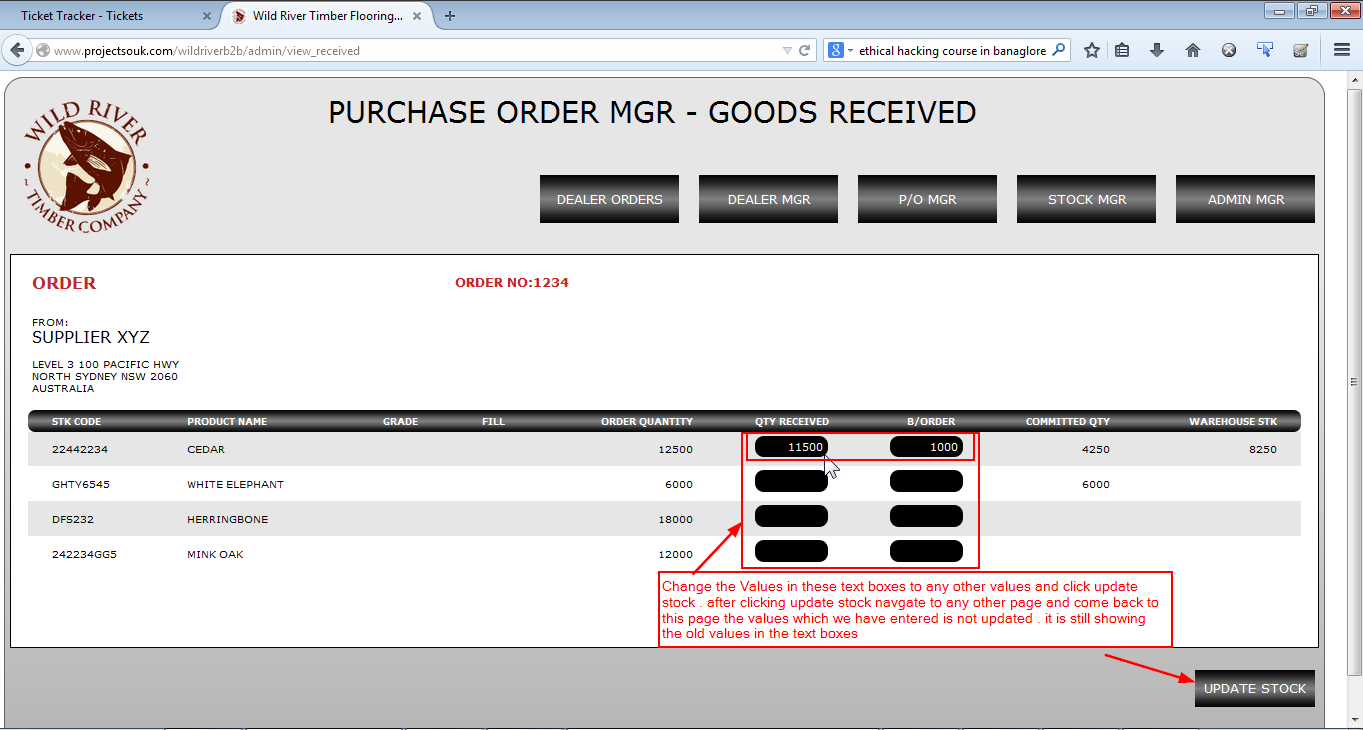 Ticket Tracker - Tickets
Wild River Timber Flooring...
www.projectsouk.com/wildriverb2b/admin/view_received
8
ethical hacking course in banaglore
WILD RIVER
TIMBER COMPANY
PURCHASE ORDER MGR - GOODS RECEIVED
DEALER ORDERS DEALER MGR P/O MGR STOCK MGR ADMIN MGR
ORDER ORDER NO:1234
FROM:
SUPPLIER XYZ
LEVEL 3 100 PACIFIC HWY
NORTH SYDNEY NSW 2060
AUSTRALIA
STK CODE PRODUCT NAME GRADE FILL ORDER QUANTITY QTY RECEIVED B/ORDER COMMITTED QTY WAREHOUSE STK
22442234 CEDAR 12500 11500 1000 4250 8250
GHTY6545 WHITE ELEPHANT 6000 6000
DFS232 HERRINGBONE 18000
242234GG5 MINK OAK 12000
Change the Values in these text boxes to any other values and click update
stock . after clicking update stock navgate to any other page and come back to
this page the values which we have entered is not updated . it is still showing
the old values in the text boxes
UPDATE STOCK